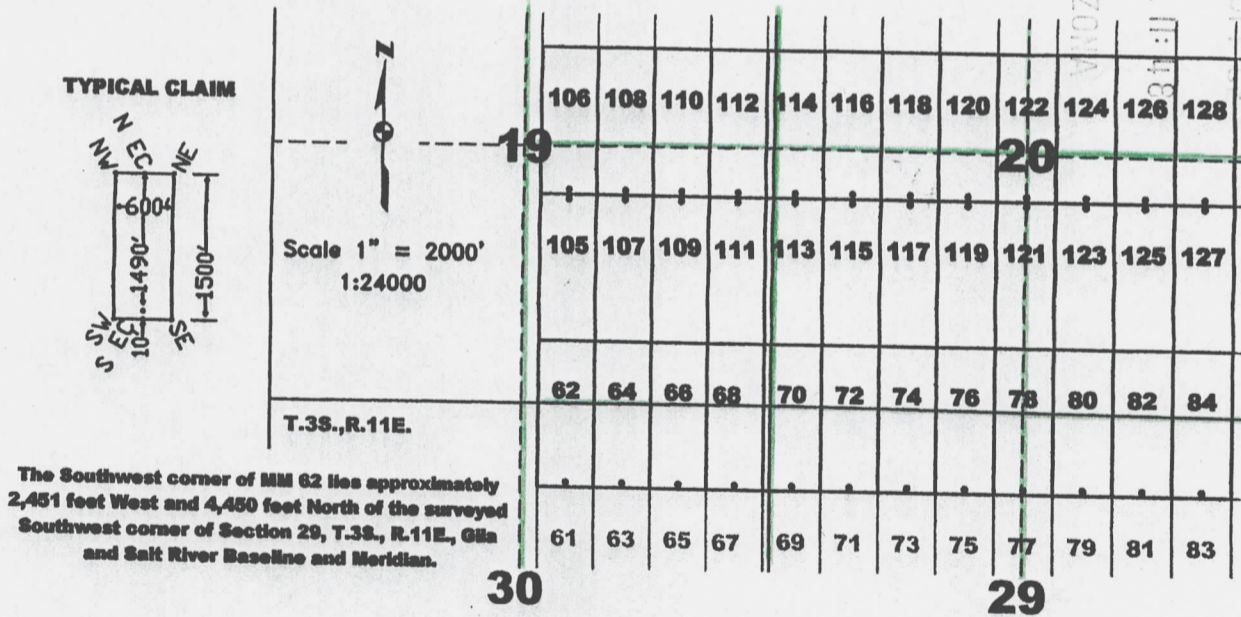 TYPICAL CLAIM
N
NW
EC
NE
600'
1490'
1500'
10'
SW
EC
SE
S
N
Scale 1" = 2000'
1:24000
T.3S.,R.11E.
The Southwest corner of MM 62 lies approximately
2,451 feet West and 4,450 feet North of the surveyed
Southwest corner of Section 29, T.3S., R.11E., Gila
and Salt River Baseline and Meridian.
106 108 110 112 114 116 118 120 122 124 126 128
19
20
105 107 109 111 113 115 117 119 121 123 125 127
62 64 66 68 70 72 74 76 78 80 82 84
61 63 65 67 69 71 73 75 77 79 81 83
30
29